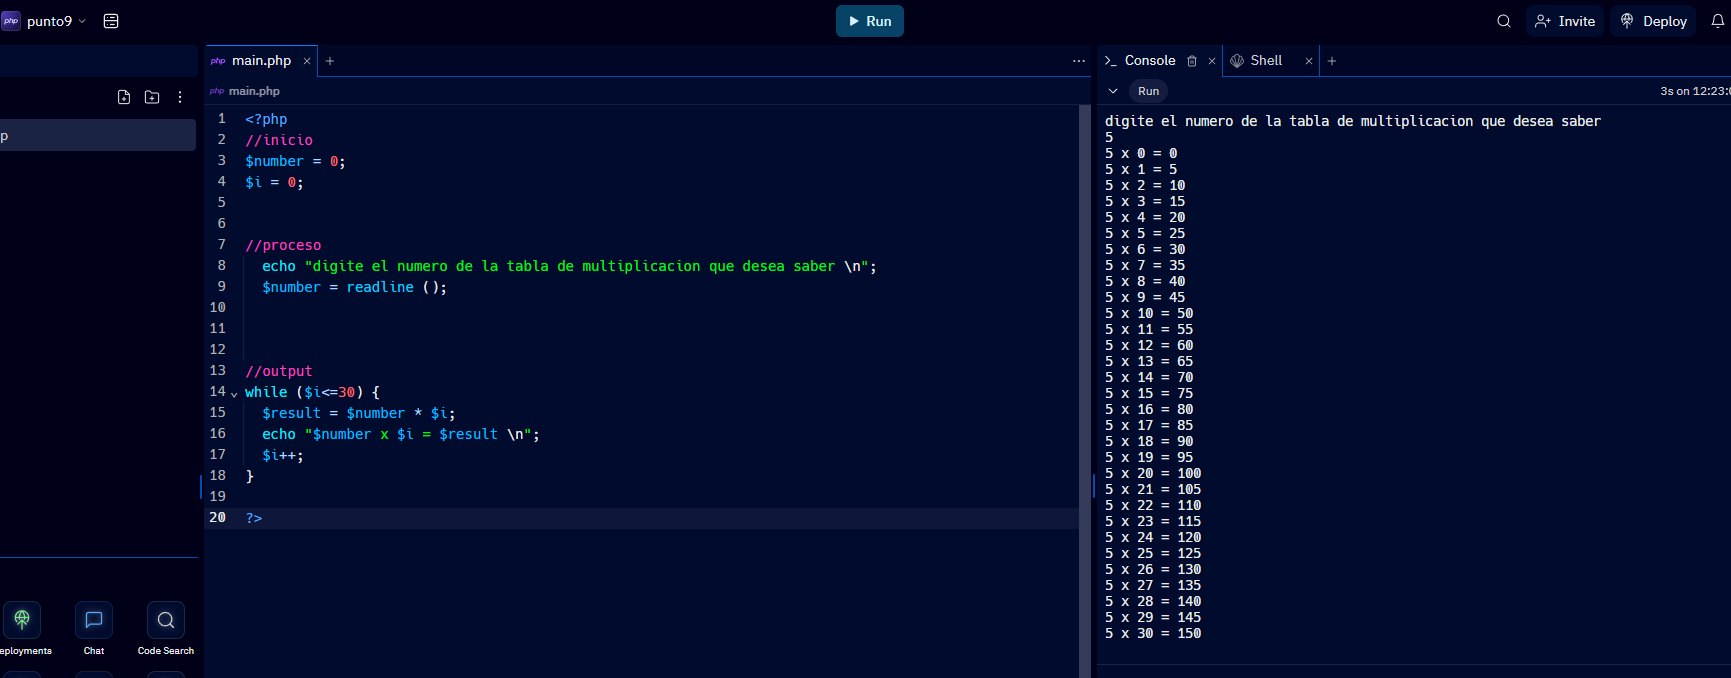 php punto9
Run
Invite
Deploy
php main.php
Console
Shell
php main.php
Run
3s on 12:23:
p
1 <?php
2 //inicio
3 $number = 0;
4 $i = 0;
5
6
7 //proceso
8 echo "digite el numero de la tabla de multiplicacion que desea saber \n";
9 $number = readline ();
10
11
12
13 //output
14 while ($i<=30) {
15 $result = $number * $i;
16 echo "$number x $i = $result \n";
17 $i++;
18 }
19
20 ?>
digite el numero de la tabla de multiplicacion que desea saber
5
5 x 0 = 0
5 x 1 = 5
5 x 2 = 10
5 x 3 = 15
5 x 4 = 20
5 x 5 = 25
5 x 6 = 30
5 x 7 = 35
5 x 8 = 40
5 x 9 = 45
5 x 10 = 50
5 x 11 = 55
5 x 12 = 60
5 x 13 = 65
5 x 14 = 70
5 x 15 = 75
5 x 16 = 80
5 x 17 = 85
5 x 18 = 90
5 x 19 = 95
5 x 20 = 100
5 x 21 = 105
5 x 22 = 110
5 x 23 = 115
5 x 24 = 120
5 x 25 = 125
5 x 26 = 130
5 x 27 = 135
5 x 28 = 140
5 x 29 = 145
5 x 30 = 150
eployments
Chat
Code Search